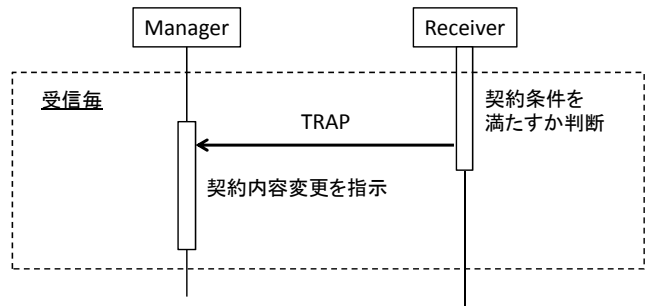 Manager
Receiver
受信毎
契約条件を
満たすか判断
TRAP
契約内容変更を指示